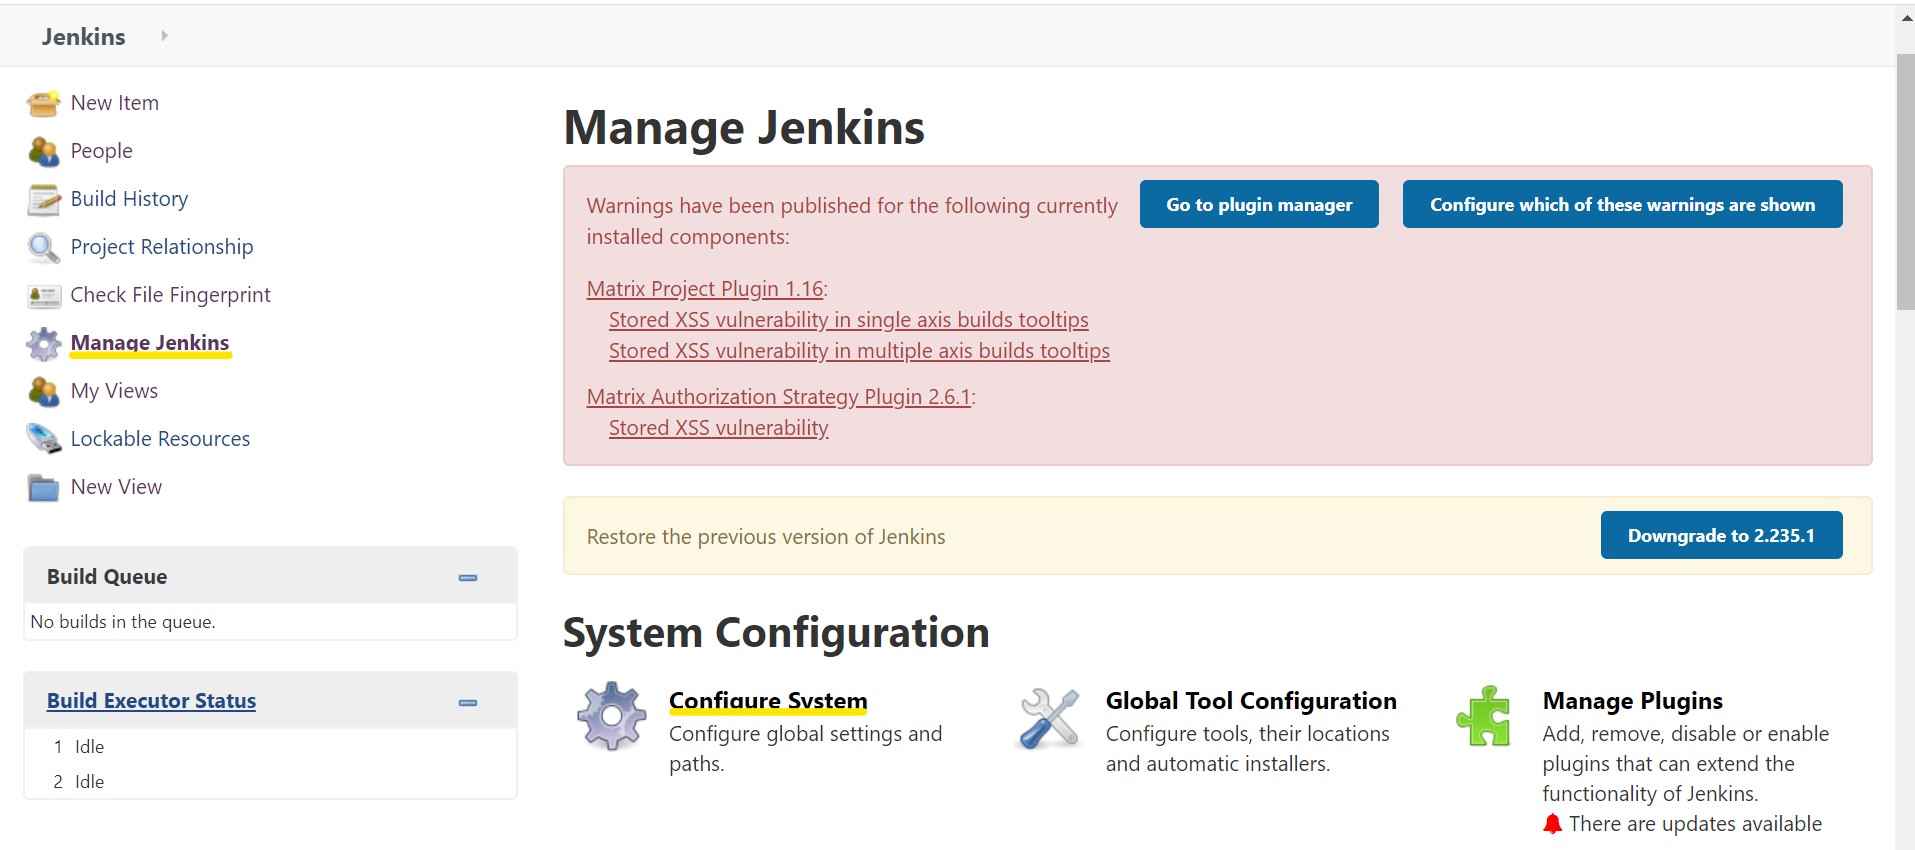 Jenkins
New Item
People
Build History
Project Relationship
Check File Fingerprint
Manage Jenkins
My Views
Lockable Resources
New View
Build Queue
No builds in the queue.
Build Executor Status
1 Idle
2 Idle
Manage Jenkins
Warnings have been published for the following currently
installed components:
Go to plugin manager
Configure which of these warnings are shown
Matrix Project Plugin 1.16:
Stored XSS vulnerability in single axis builds tooltips
Stored XSS vulnerability in multiple axis builds tooltips
Matrix Authorization Strategy Plugin 2.6.1:
Stored XSS vulnerability
Restore the previous version of Jenkins
Downgrade to 2.235.1
System Configuration
Configure System
Configure global settings and
paths.
Global Tool Configuration
Configure tools, their locations
and automatic installers.
Manage Plugins
Add, remove, disable or enable
plugins that can extend the
functionality of Jenkins.
There are updates available